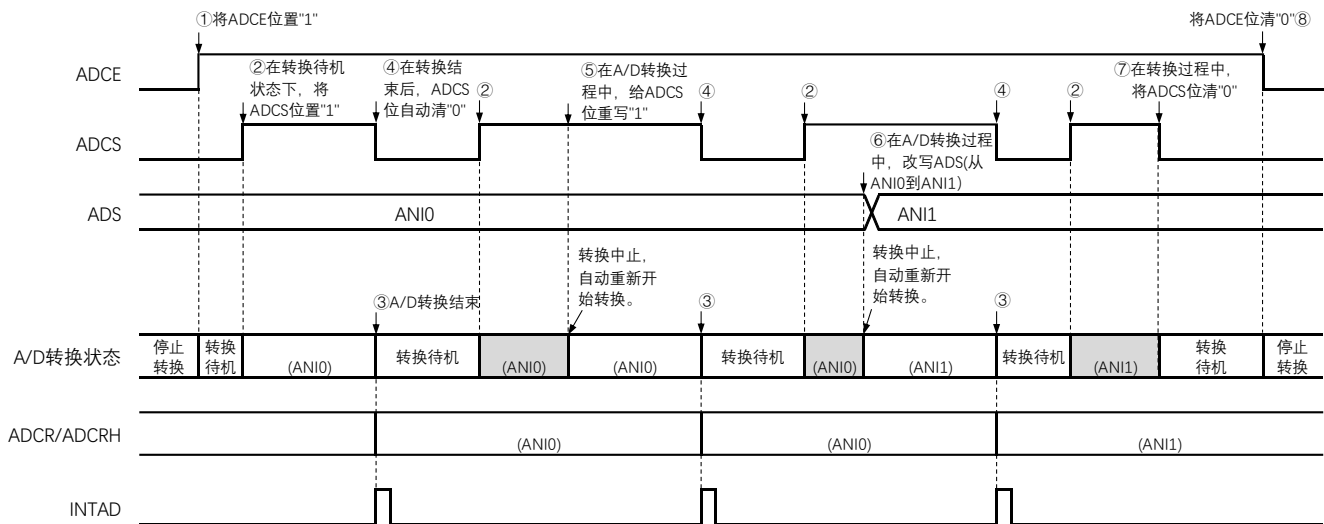 ①将ADCE位置"1"
将ADCE位清"0"⑧
ADCE
②在转换待机
状态下，将
ADCS位置"1"
④在转换结
束后，ADCS
位自动清"0"
②
⑤在A/D转换过
程中，给ADCS
位重写"1"
④
②
④
②
⑦在转换过程中，
将ADCS位清"0"
ADCS
⑥在A/D转换过程
中，改写ADS(从
ANI0到ANI1)
ADS
ANI0
ANI1
转换中止，
自动重新开
始转换。
转换中止，
自动重新开
始转换。
③A/D转换结束
③
③
A/D转换状态
停止
转换
转换
待机
(ANI0)
转换待机
(ANI0)
(ANI0)
转换待机
(ANI0)
(ANI1)
转换待机
(ANI1)
转换
待机
停止
转换
ADCR/ADCRH
(ANI0)
(ANI0)
(ANI1)
INTAD